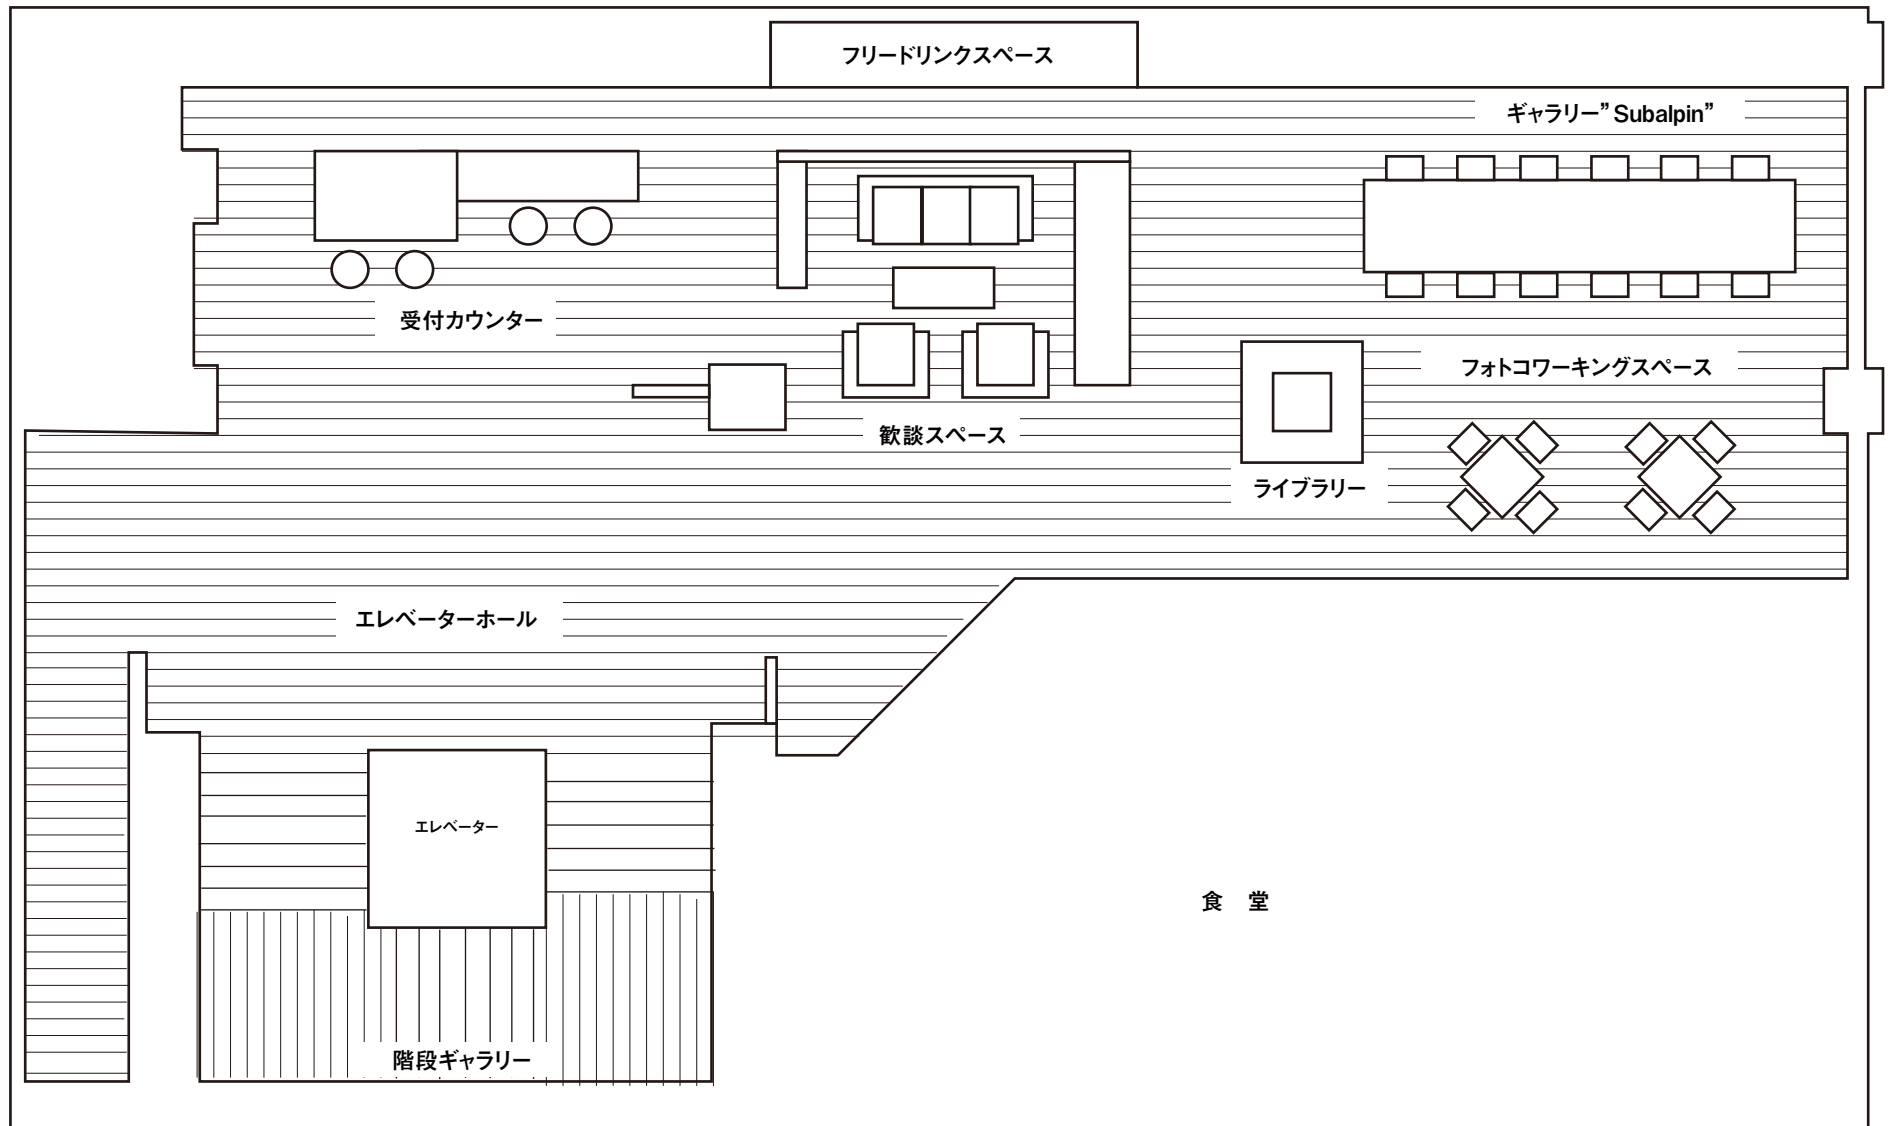 フリードリンクスペース
ギャラリー”Subalpin”
受付カウンター
フォトコワーキングスペース
歓談スペース
ライブラリー
エレベーターホール
エレベーター
食 堂
階段ギャラリー